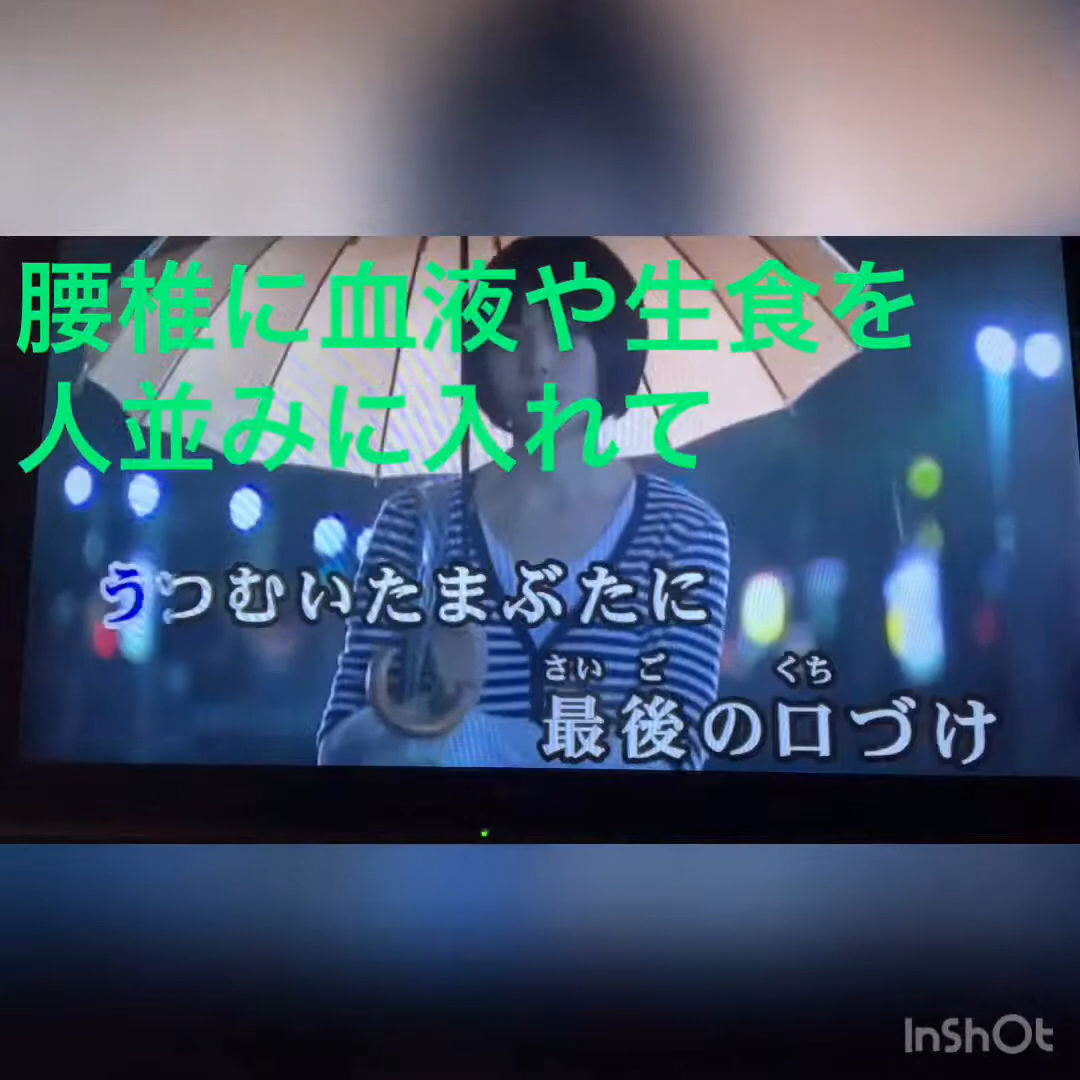 腰椎に血液や生食を
人並みに入れて
うつむいたまぶたに
さい ご くち
最後の口づけ
InShOt